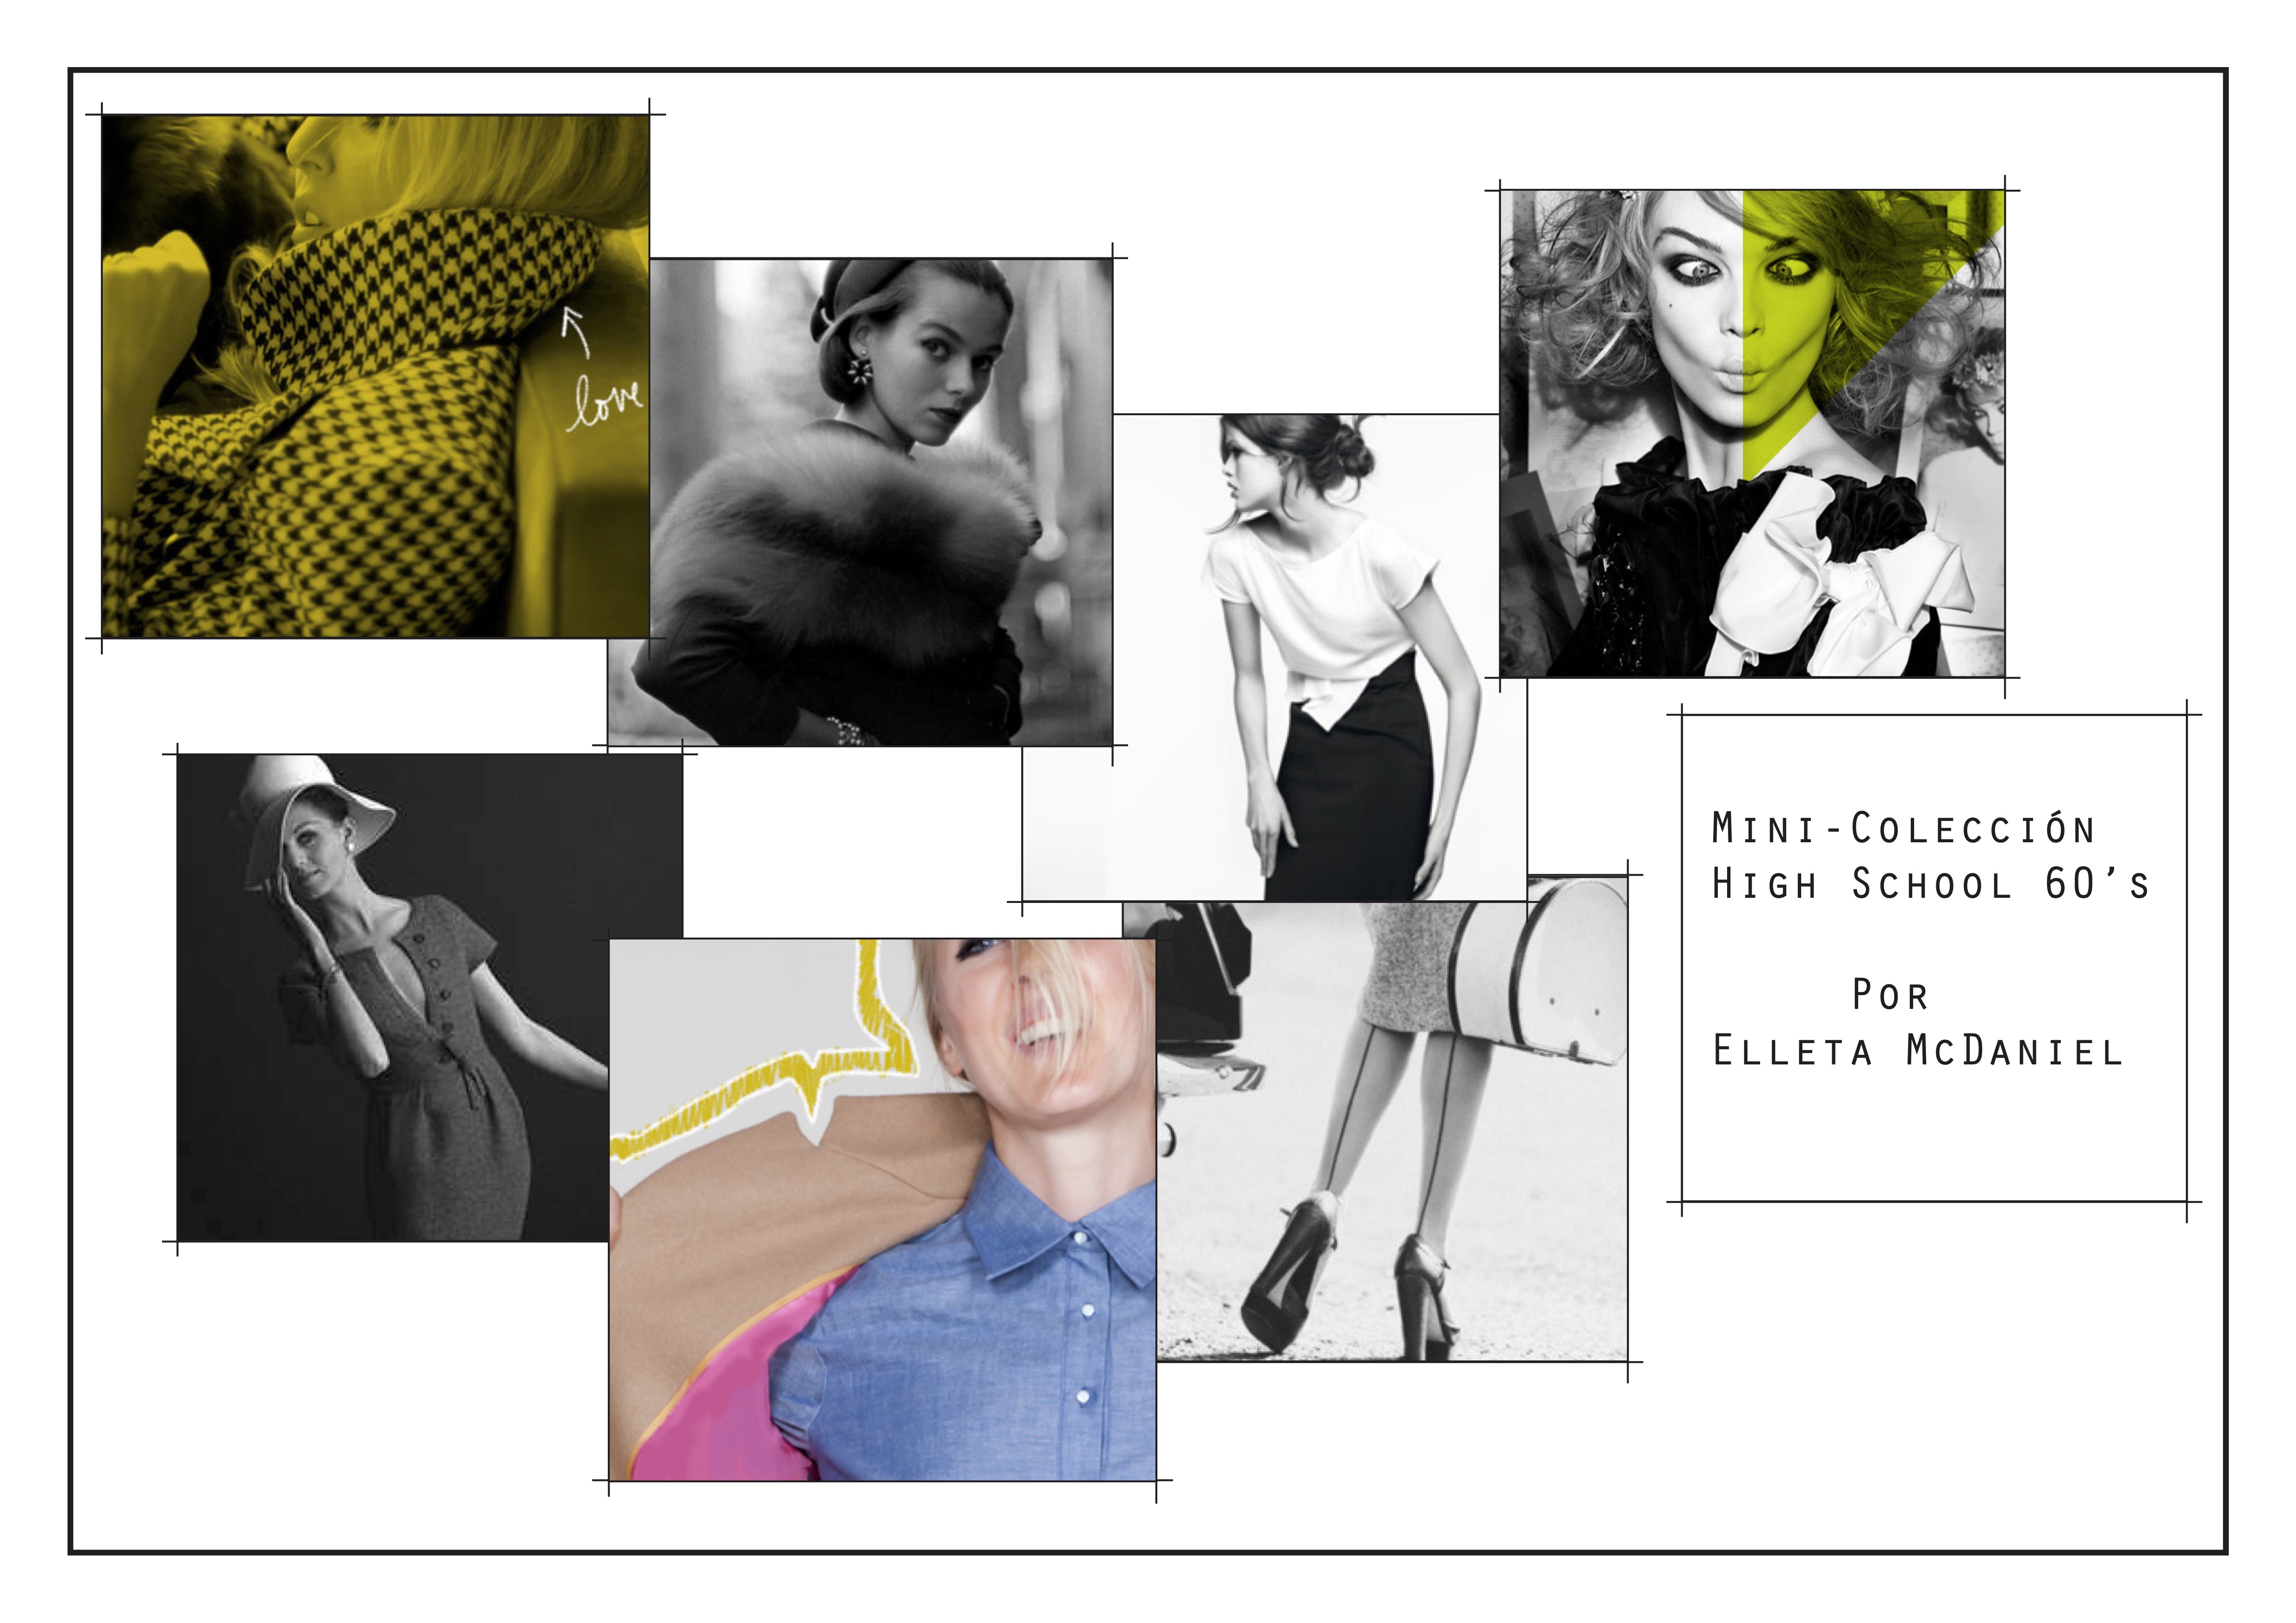 love
Mini-Colección
High School 60's
Por
Elleta McDaniel